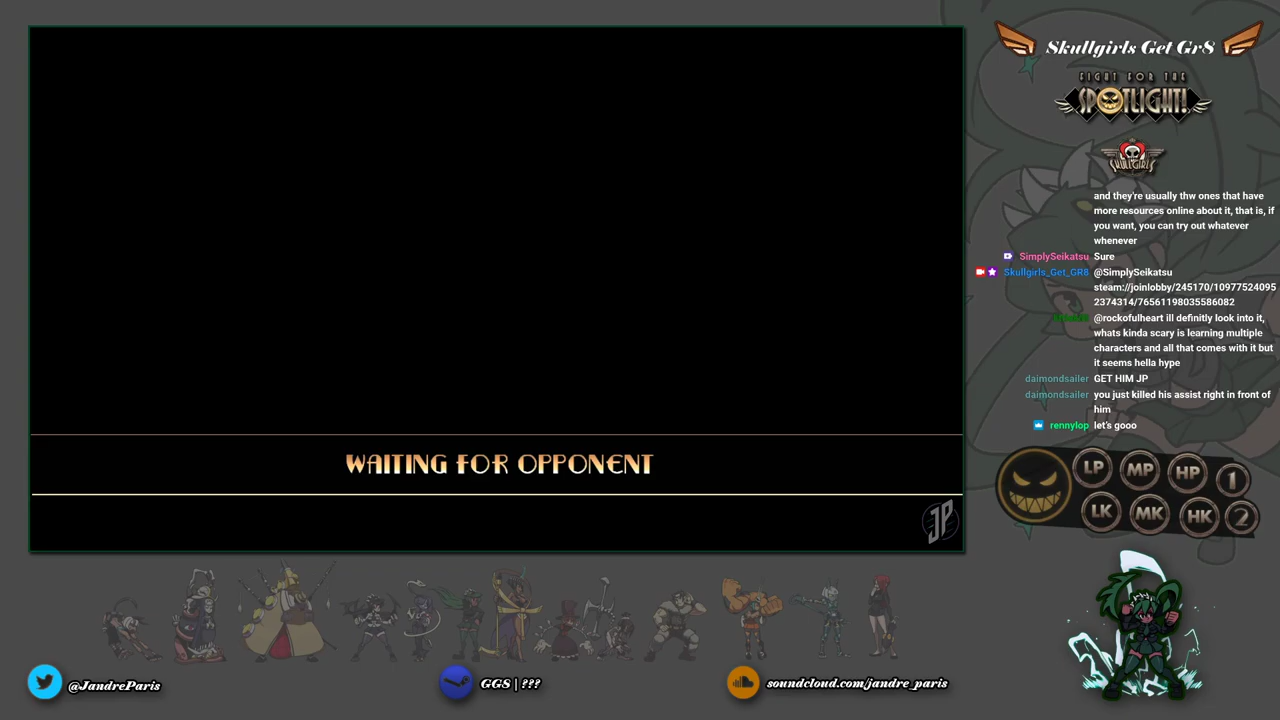 Skullgirls Get Gr8
FIGHT FOR THE
SPOTLIGHT!
SKULLGIRLS
and they're usually thw ones that have
more resources online about it, that is, if
you want, you can try out whatever
whenever
SimplySeikatsu Sure
Skullgirls_Get_GR8 @SimplySeikatsu
steam://joinlobby/245170/10977524095
2374314/76561198035586082
@rockofulheart ill definitly look into it,
whats kinda scary is learning multiple
characters and all that comes with it but
it seems hella hype
daimondsailer GET HIM JP
daimondsailer you just killed his assist right in front of
him
rennylop let's gooo
WAITING FOR OPPONENT
JP
LP MP HP 1
LK MK HK 2
@JandreParis
GGS | ???
soundcloud.com/jandre_paris